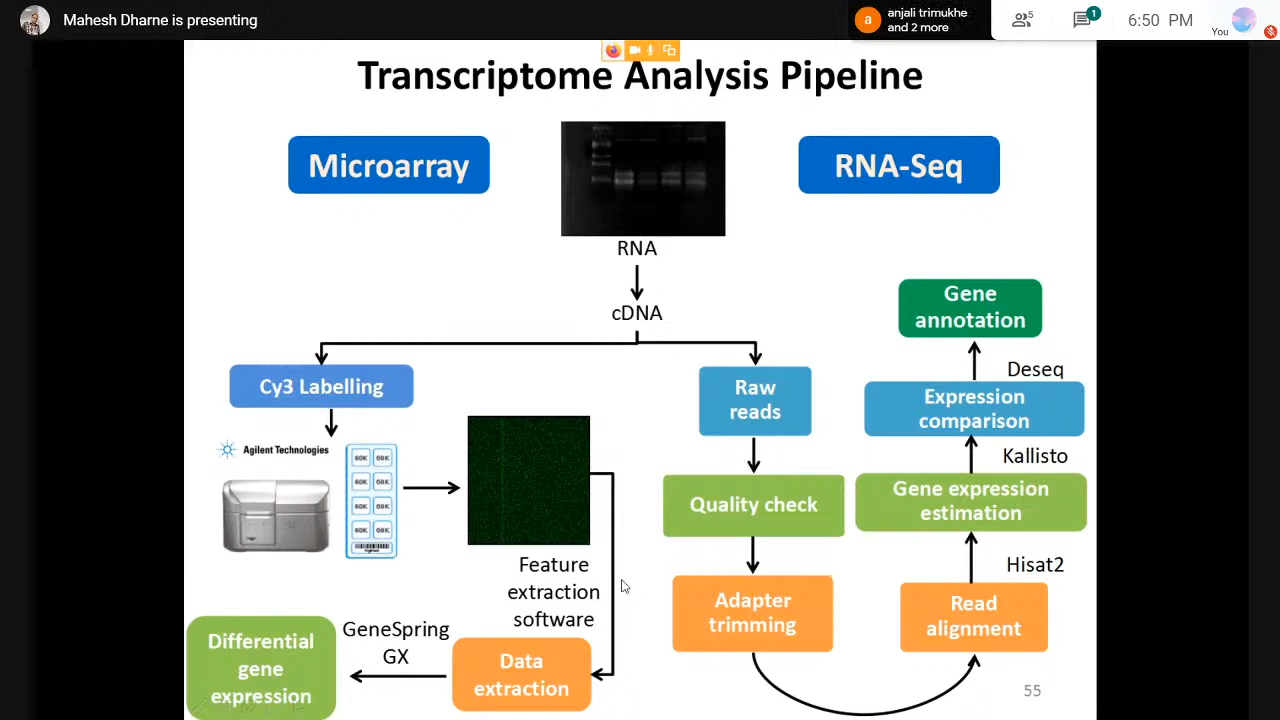 Mahesh Dharne is presenting
a
anjali trimukhe
and 2 more
5
1
6:50 PM
You
Transcriptome Analysis Pipeline
Microarray
RNA-Seq
RNA
cDNA
Cy3 Labelling
Agilent Technologies
60K 60K
60K 60K
60K 60K
60K 60K
Feature
extraction
software
Data
extraction
GeneSpring
GX
Differential
gene
expression
Raw
reads
Quality check
Adapter
trimming
Read
alignment
Hisat2
Gene expression
estimation
Kallisto
Expression
comparison
Deseq
Gene
annotation
55